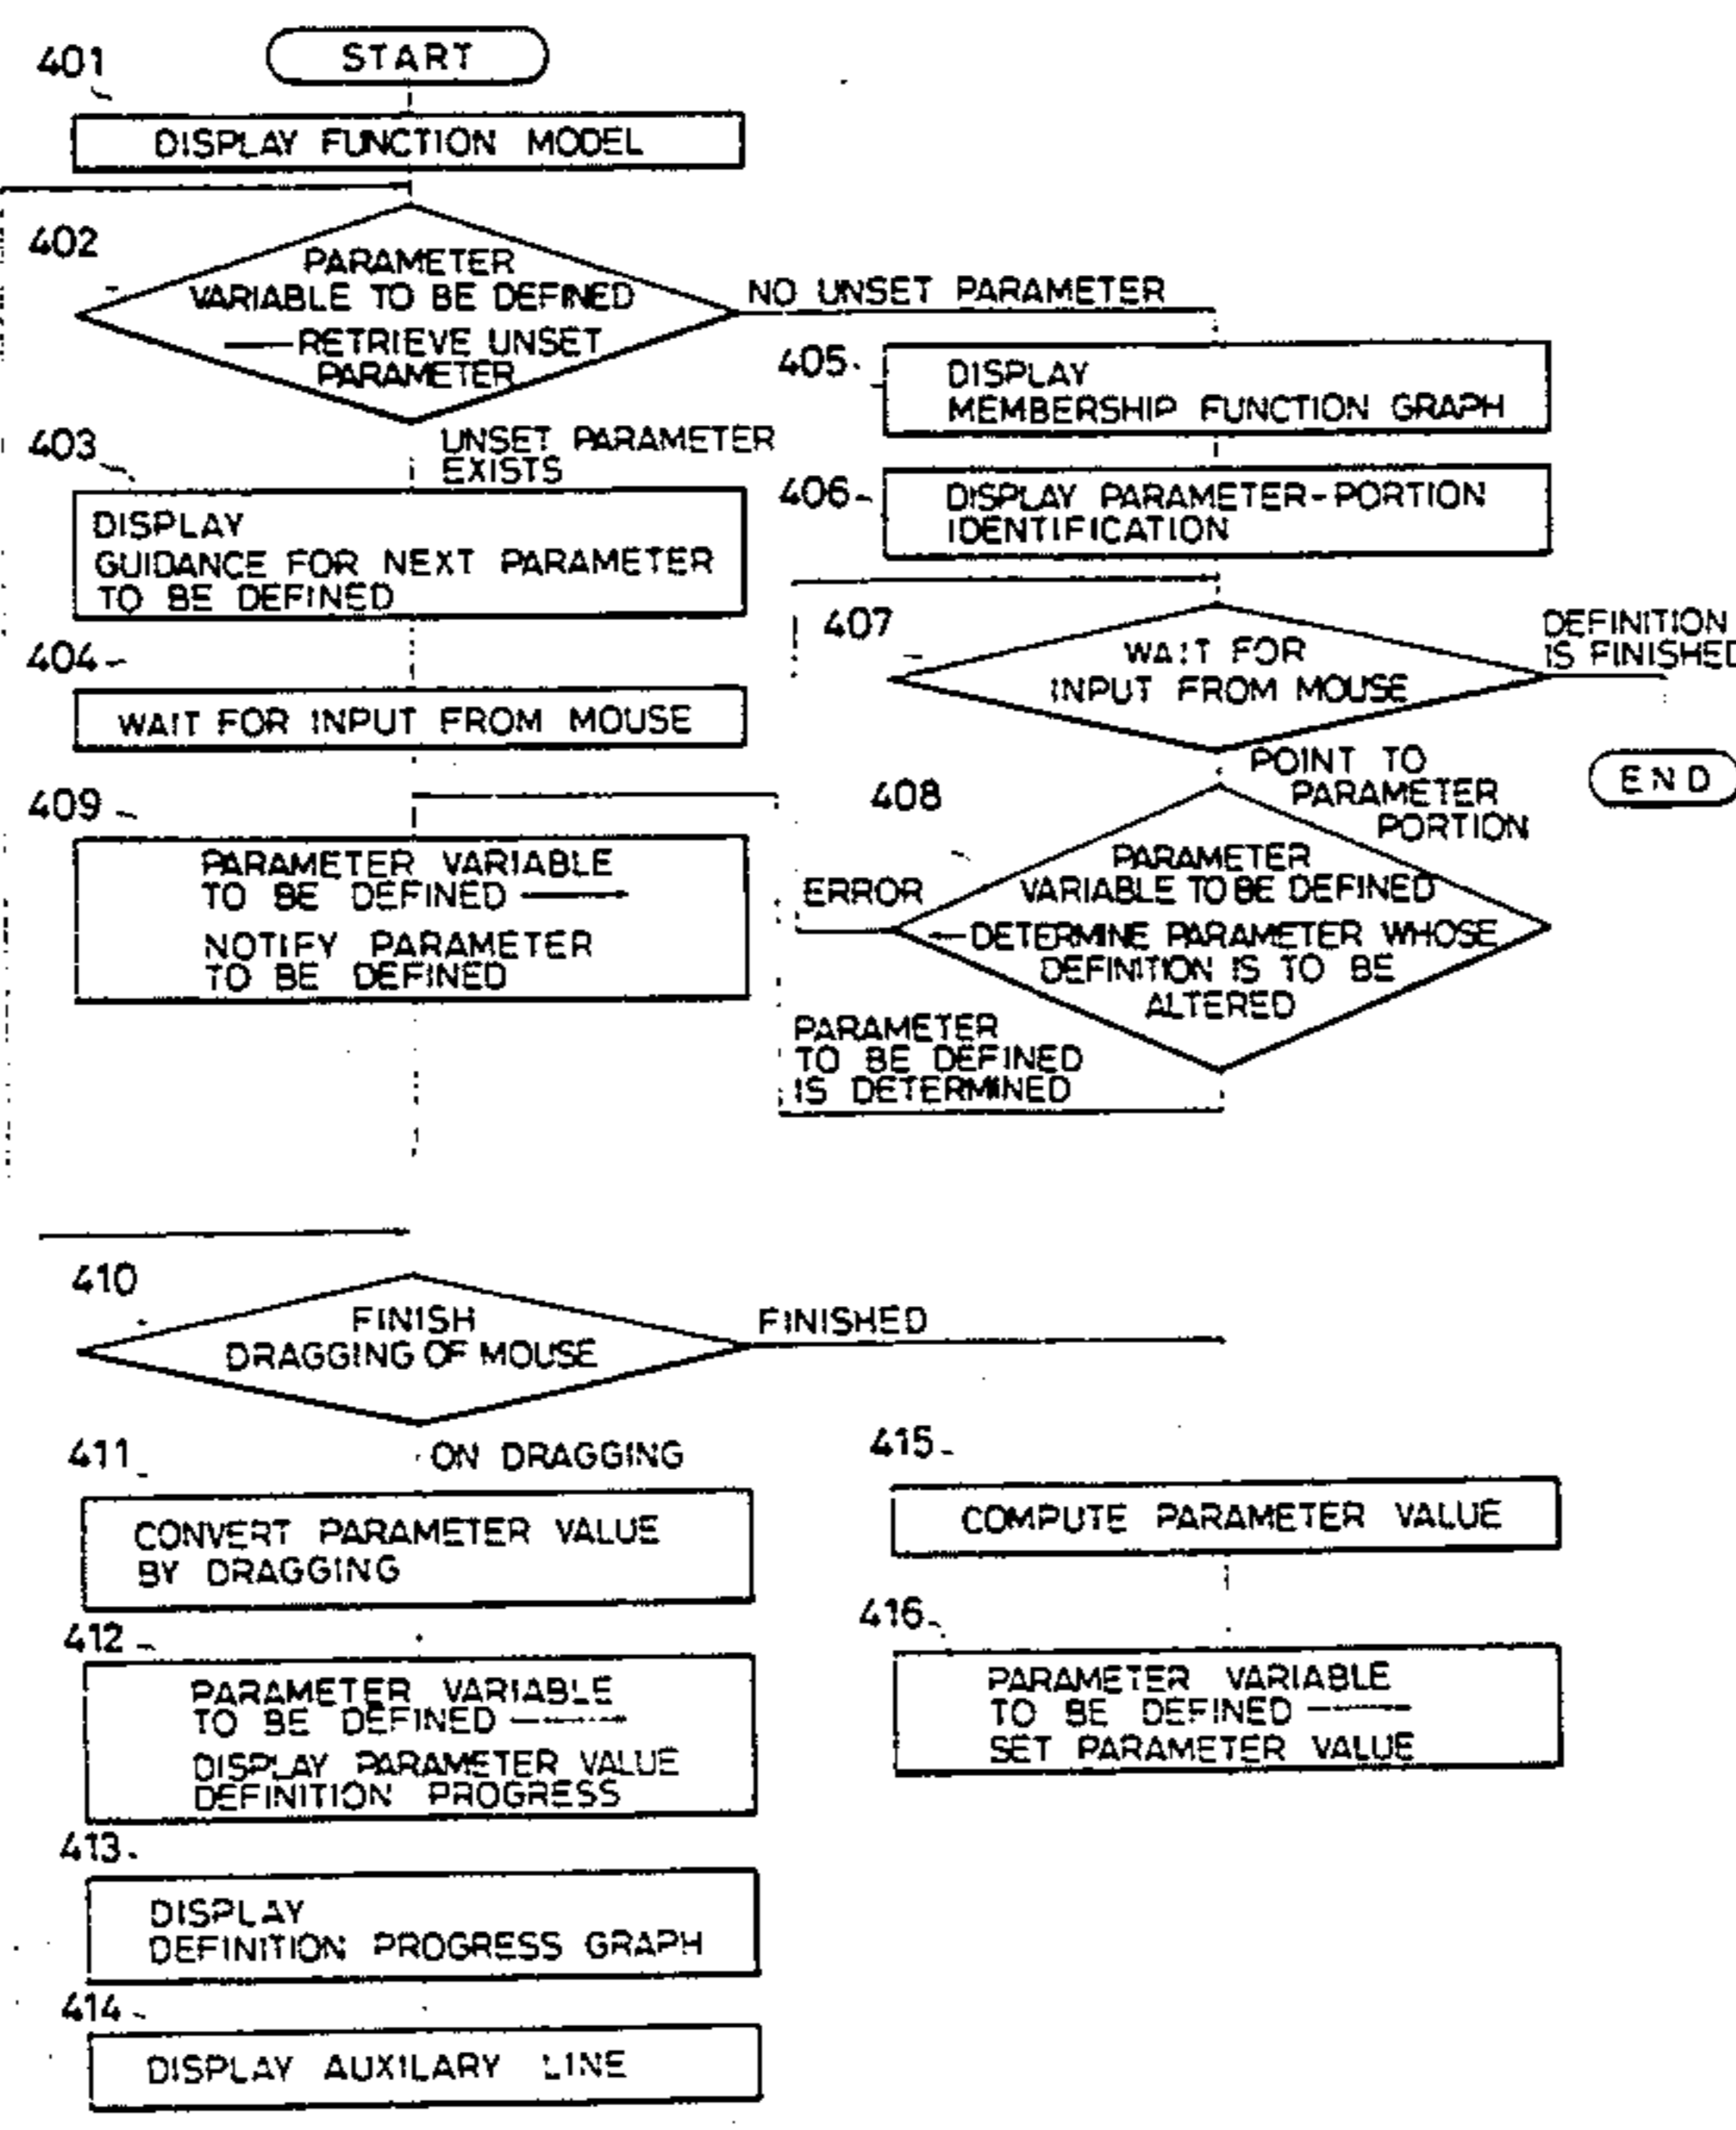 START
401
DISPLAY FUNCTION MODEL
402
PARAMETER
VARIABLE TO BE DEFINED
RETRIEVE UNSET
PARAMETER
NO UNSET PARAMETER
UNSET PARAMETER
EXISTS
403
DISPLAY
GUIDANCE FOR NEXT PARAMETER
TO BE DEFINED
404
WAIT FOR INPUT FROM MOUSE
405
DISPLAY
MEMBERSHIP FUNCTION GRAPH
406
DISPLAY PARAMETER-PORTION
IDENTIFICATION
407
WAIT FOR
INPUT FROM MOUSE
DEFINITION
IS FINISHED
END
POINT TO
PARAMETER
PORTION
408
PARAMETER
VARIABLE TO BE DEFINED
DETERMINE PARAMETER WHOSE
DEFINITION IS TO BE
ALTERED
ERROR
PARAMETER
TO BE DEFINED
IS DETERMINED
409
PARAMETER VARIABLE
TO BE DEFINED
NOTIFY PARAMETER
TO BE DEFINED
410
FINISH
DRAGGING OF MOUSE
FINISHED
ON DRAGGING
411
CONVERT PARAMETER VALUE
BY DRAGGING
412
PARAMETER VARIABLE
TO BE DEFINED
DISPLAY PARAMETER VALUE
DEFINITION PROGRESS
413
DISPLAY
DEFINITION PROGRESS GRAPH
414
DISPLAY AUXILARY LINE
415
COMPUTE PARAMETER VALUE
416
PARAMETER VARIABLE
TO BE DEFINED
SET PARAMETER VALUE